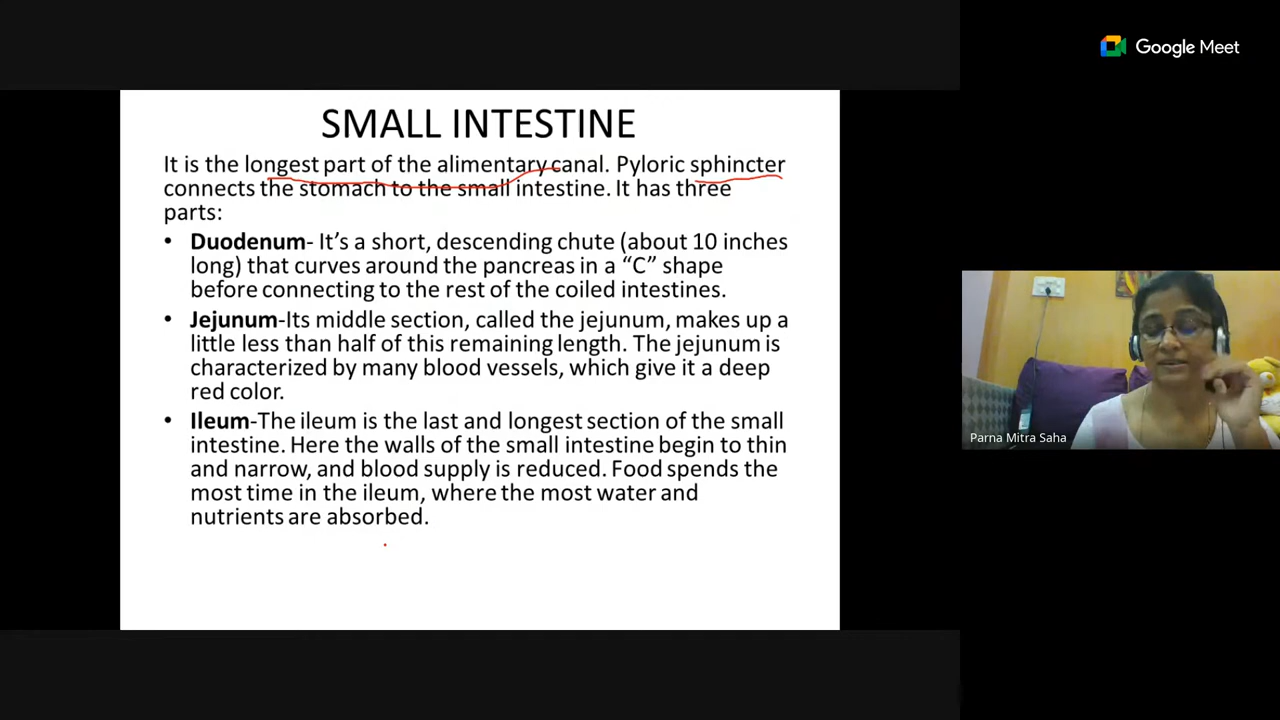 Google Meet
SMALL INTESTINE
It is the longest part of the alimentary canal. Pyloric sphincter
connects the stomach to the small intestine. It has three
parts:
• Duodenum- It’s a short, descending chute (about 10 inches
long) that curves around the pancreas in a “C” shape
before connecting to the rest of the coiled intestines.
• Jejunum-Its middle section, called the jejunum, makes up a
little less than half of this remaining length. The jejunum is
characterized by many blood vessels, which give it a deep
red color.
• Ileum-The ileum is the last and longest section of the small
intestine. Here the walls of the small intestine begin to thin
and narrow, and blood supply is reduced. Food spends the
most time in the ileum, where the most water and
nutrients are absorbed.
Parna Mitra Saha